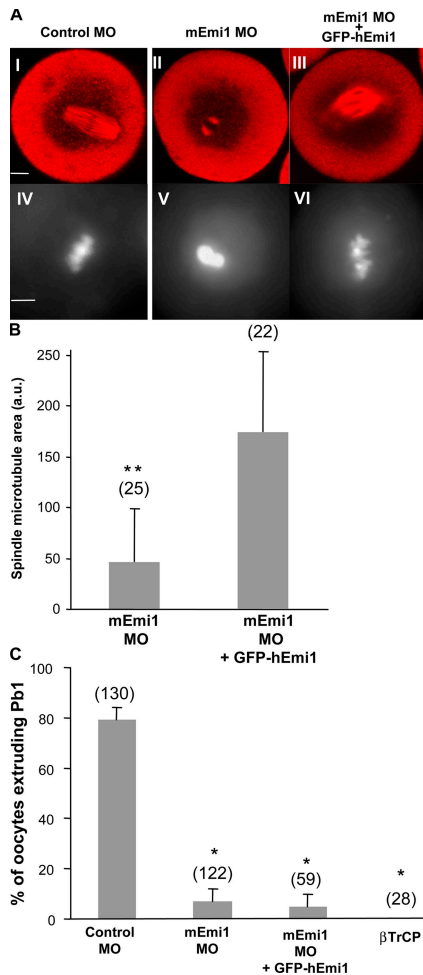 A
Control MO
mEmi1 MO
mEmi1 MO
+
GFP-hEmi1
I
II
III
IV
V
VI
B
Spindle microtubule area (a.u.)
250
200
150
100
50
0
**
(25)
(22)
mEmi1
MO
mEmi1
MO
+ GFP-hEmi1
C
% of oocytes extruding Pb1
100
80
60
40
20
0
(130)
*
(122)
*
(59)
*
(28)
Control
MO
mEmi1
MO
mEmi1
MO
+ GFP-hEmi1
βTrCP